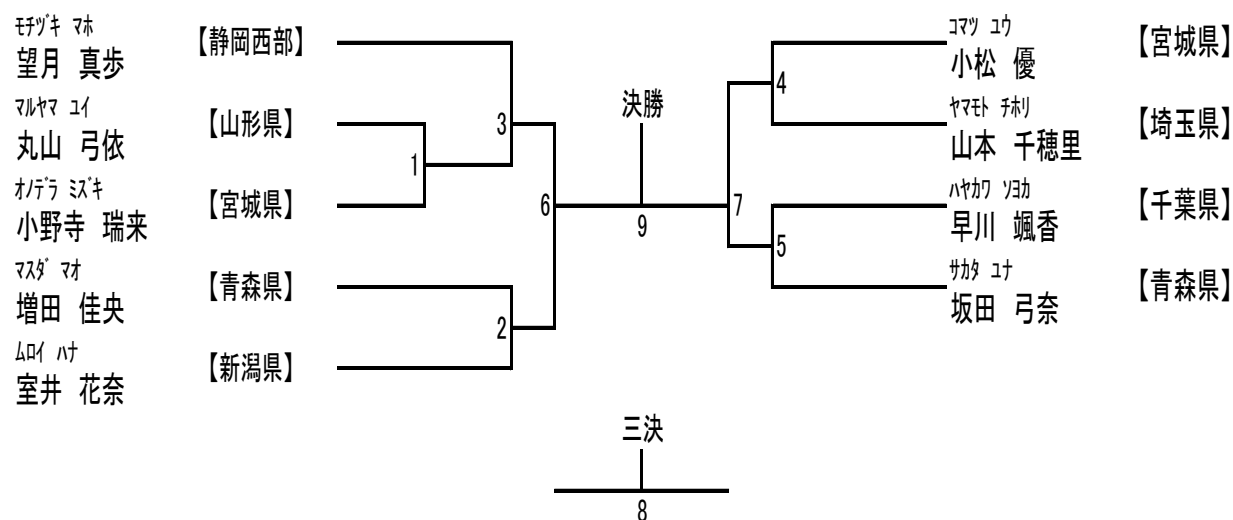 ﾓﾁﾂﾞｷ ﾏﾎ
望月 真歩 【静岡西部】
ﾏﾙﾔﾏ ﾕｲ
丸山 弓依 【山形県】
ｵﾉﾃﾞﾗ ﾐｽﾞｷ
小野寺 瑞来 【宮城県】
ﾏｽﾀﾞ ﾏｵ
増田 佳央 【青森県】
ﾑﾛｲ ﾊﾅ
室井 花奈 【新潟県】
1
3
2
6
決勝
9
7
4
5
ｺﾏﾂ ﾕｳ
小松 優 【宮城県】
ﾔﾏﾓﾄ ﾁﾎﾘ
山本 千穂里 【埼玉県】
ﾊﾔｶﾜ ｿﾖｶ
早川 颯香 【千葉県】
ｻｶﾀ ﾕﾅ
坂田 弓奈 【青森県】
三決
8